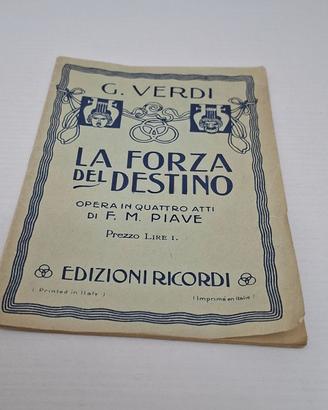 G. VERDI
LA FORZA
DEL DESTINO
OPERA IN QUATTRO ATTI
DI F. M. PIAVE
Prezzo LIRE 1.
EDIZIONI RICORDI
( Printed in Italy ) ( Imprimé en Italie )